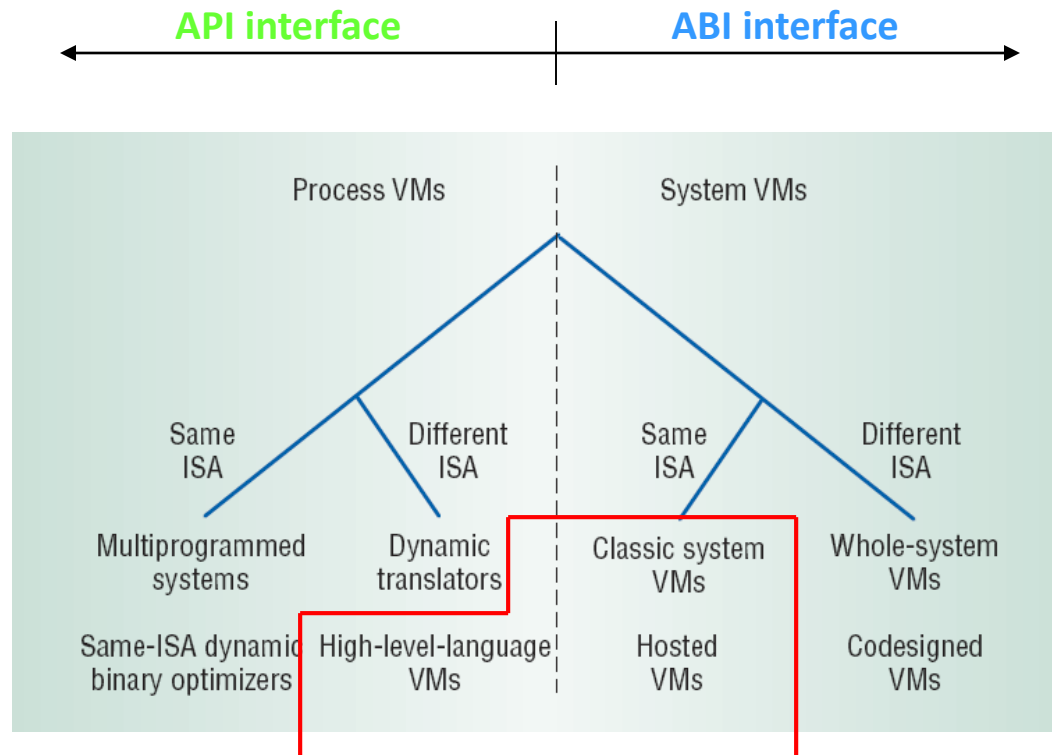 API interface
ABI interface
Process VMs
System VMs
Same
ISA
Different
ISA
Same
ISA
Different
ISA
Multiprogrammed
systems
Dynamic
translators
Classic system
VMs
Whole-system
VMs
Same-ISA dynamic
binary optimizers
High-level-language
VMs
Hosted
VMs
Codesigned
VMs